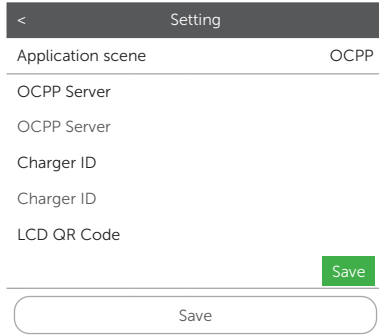 < Setting
Application scene OCPP
OCPP Server
OCPP Server
Charger ID
Charger ID
LCD QR Code
Save
Save